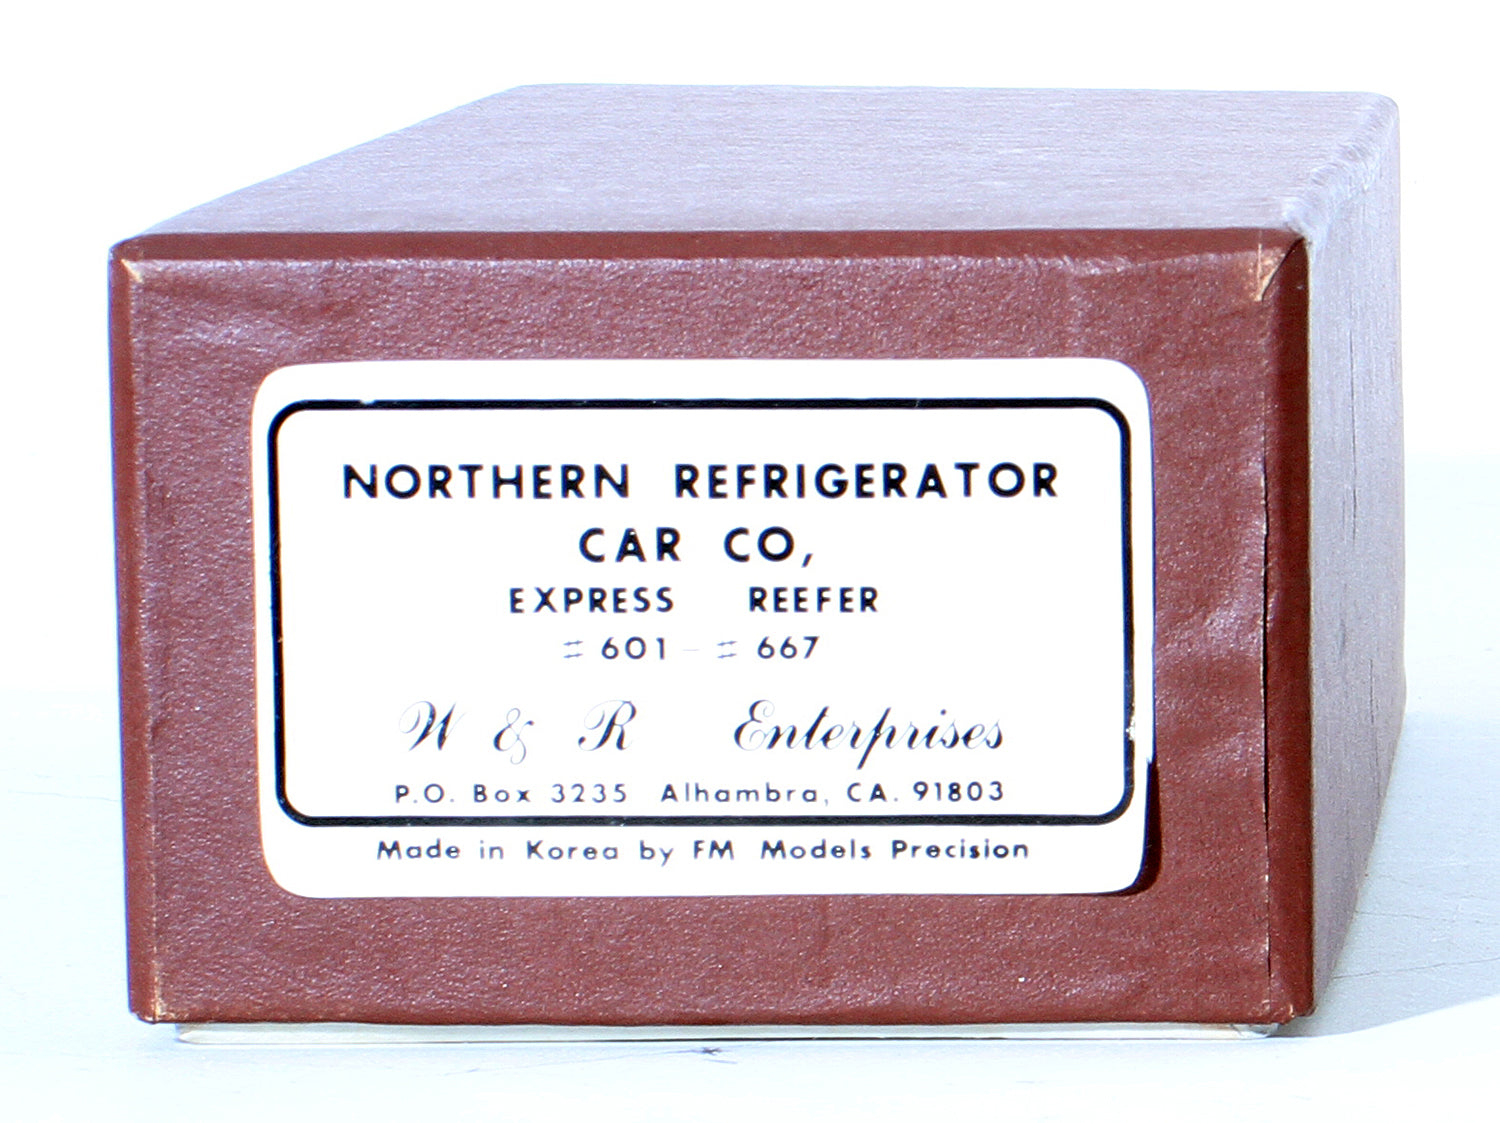 NORTHERN REFRIGERATOR
CAR CO,
EXPRESS REEFER
# 601 - # 667
W & R Enterprises
P.O. Box 3235 Alhambra, CA. 91803
Made in Korea by FM Models Precision